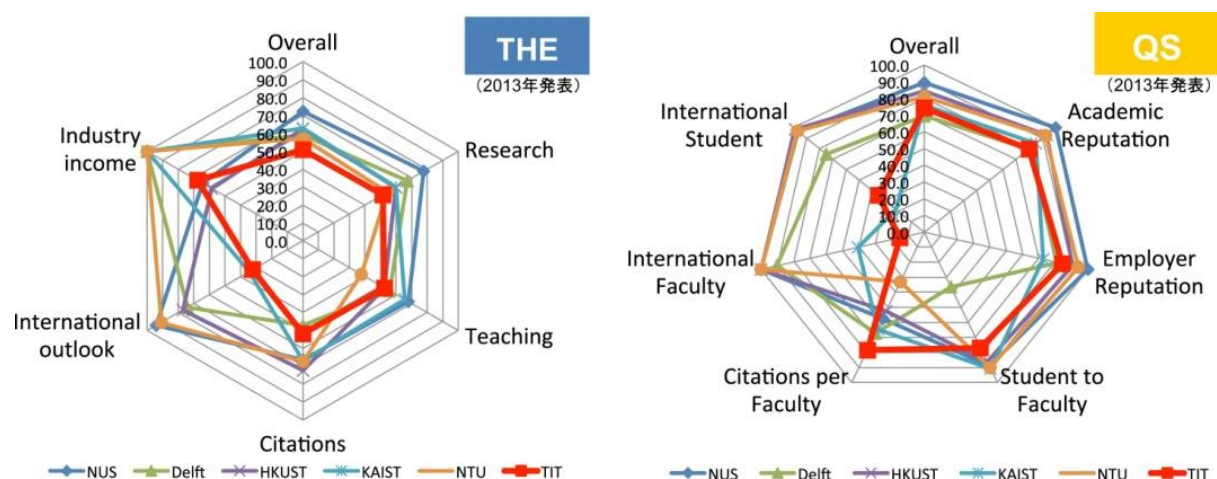 THE
(2013年発表)
Overall
100.0
90.0
80.0
70.0
60.0
50.0
40.0
30.0
20.0
10.0
0.0
Research
Teaching
Citations
International
outlook
Industry
income
NUS Delft HKUST KAIST NTU TIT
QS
(2013年発表)
Overall
100.0
90.0
80.0
70.0
60.0
50.0
40.0
30.0
20.0
10.0
0.0
Academic
Reputation
Employer
Reputation
Student to
Faculty
Citations per
Faculty
International
Faculty
International
Student
NUS Delft HKUST KAIST NTU TIT